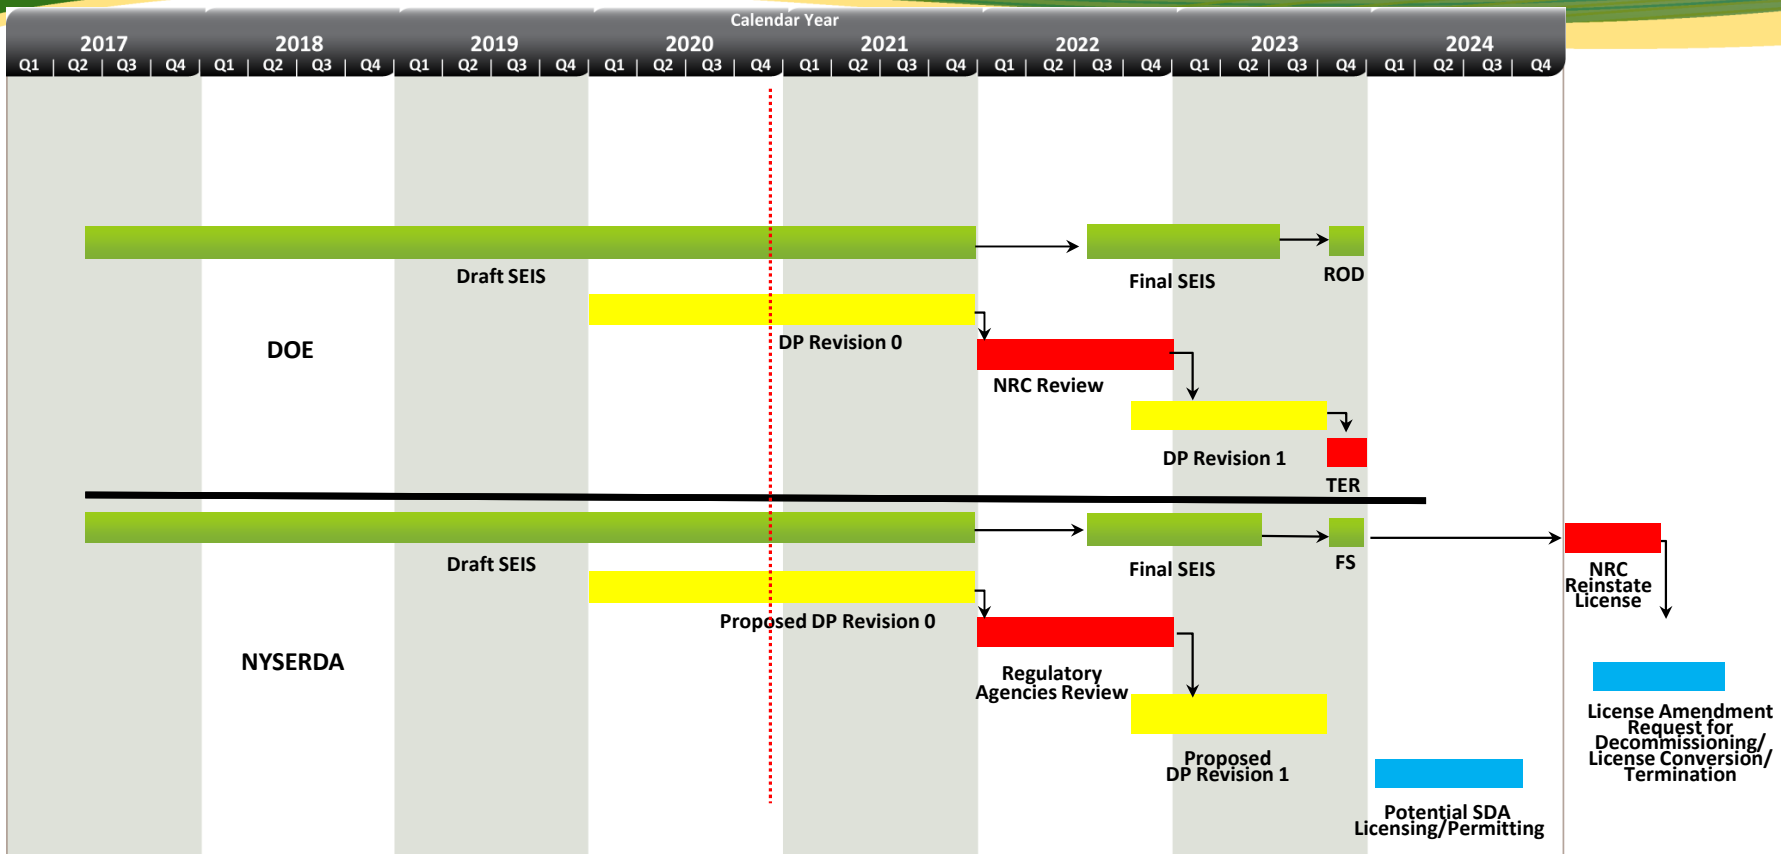 Calendar Year
2017 2018 2019 2020 2021 2022 2023 2024
Q1 Q2 Q3 Q4 Q1 Q2 Q3 Q4 Q1 Q2 Q3 Q4 Q1 Q2 Q3 Q4 Q1 Q2 Q3 Q4 Q1 Q2 Q3 Q4 Q1 Q2 Q3 Q4 Q1 Q2 Q3 Q4
Draft SEIS
Final SEIS
ROD
DOE
DP Revision 0
NRC Review
DP Revision 1
TER
Draft SEIS
Final SEIS
FS
NRC
Reinstate
License
NYSERDA
Proposed DP Revision 0
Regulatory
Agencies Review
Proposed
DP Revision 1
License Amendment
Request for
Decommissioning/
License Conversion/
Termination
Potential SDA
Licensing/Permitting